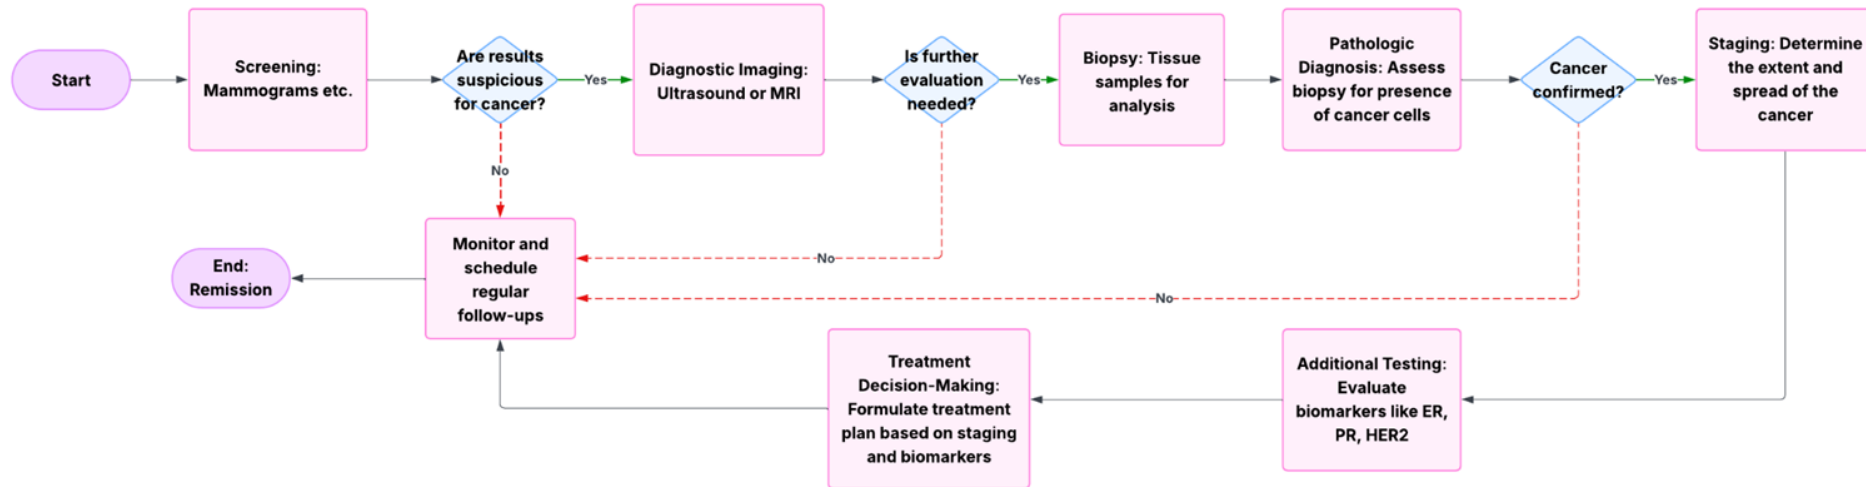 Start
Screening:
Mammograms etc.
Are results
suspicious
for cancer?
Yes
Diagnostic Imaging:
Ultrasound or MRI
Is further
evaluation
needed?
Yes
Biopsy: Tissue
samples for
analysis
Pathologic
Diagnosis: Assess
biopsy for presence
of cancer cells
Cancer
confirmed?
Yes
Staging: Determine
the extent and
spread of the
cancer
No
Monitor and
schedule
regular
follow-ups
End:
Remission
No
No
Treatment
Decision-Making:
Formulate treatment
plan based on staging
and biomarkers
Additional Testing:
Evaluate
biomarkers like ER,
PR, HER2